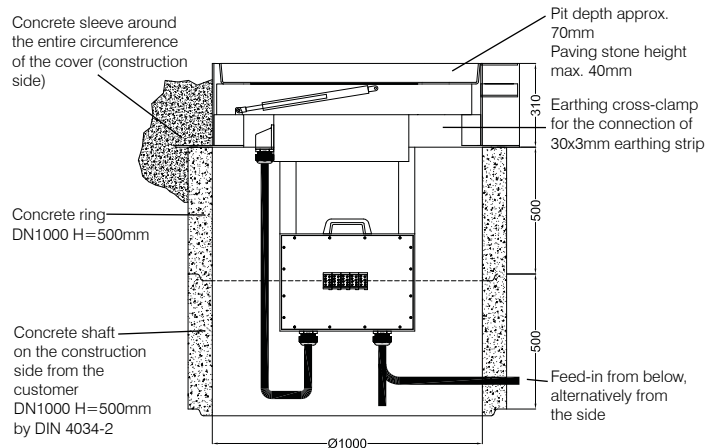 Concrete sleeve around
the entire circumference
of the cover (construction
side)
Pit depth approx.
70mm
Paving stone height
max. 40mm
310
Earthing cross-clamp
for the connection of
30x3mm earthing strip
Concrete ring
DN1000 H=500mm
500
Concrete shaft
on the construction
side from the
customer
DN1000 H=500mm
by DIN 4034-2
500
Feed-in from below,
alternatively from
the side
Ø1000